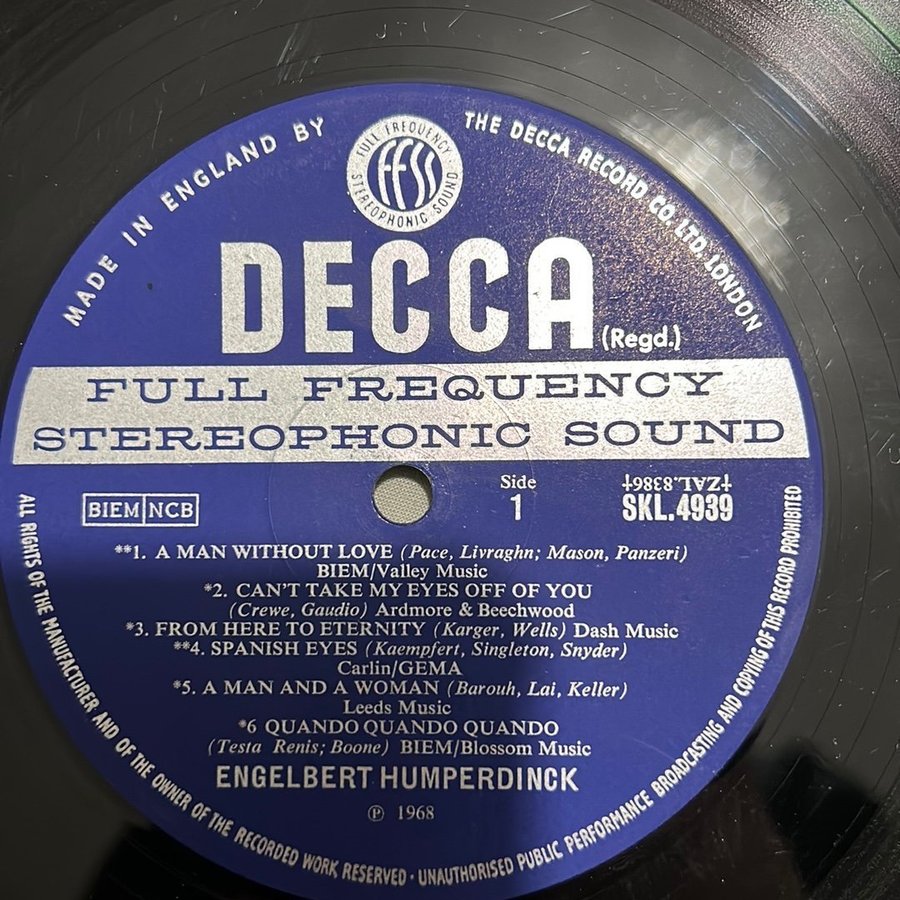 MADE IN ENGLAND BY
THE DECCA RECORD CO. LTD. LONDON
FULL FREQUENCY
FFSS
STEREOPHONIC SOUND
DECCA (Regd.)
FULL FREQUENCY
STEREOPHONIC SOUND
BIEM NCB
Side
1
‡ZAL.8386‡
SKL.4939
**1. A MAN WITHOUT LOVE (Pace, Livraghn; Mason, Panzeri)
BIEM/Valley Music
*2. CAN'T TAKE MY EYES OFF OF YOU
(Crewe, Gaudio) Ardmore & Beechwood
*3. FROM HERE TO ETERNITY (Karger, Wells) Dash Music
**4. SPANISH EYES (Kaempfert, Singleton, Snyder)
Carlin/GEMA
*5. A MAN AND A WOMAN (Barouh, Lai, Keller)
Leeds Music
*6 QUANDO QUANDO QUANDO
(Testa Renis; Boone) BIEM/Blossom Music
ENGELBERT HUMPERDINCK
℗ 1968
ALL RIGHTS OF THE MANUFACTURER AND OF THE OWNER OF THE RECORDED WORK RESERVED · UNAUTHORISED PUBLIC PERFORMANCE BROADCASTING AND COPYING OF THIS RECORD PROHIBITED